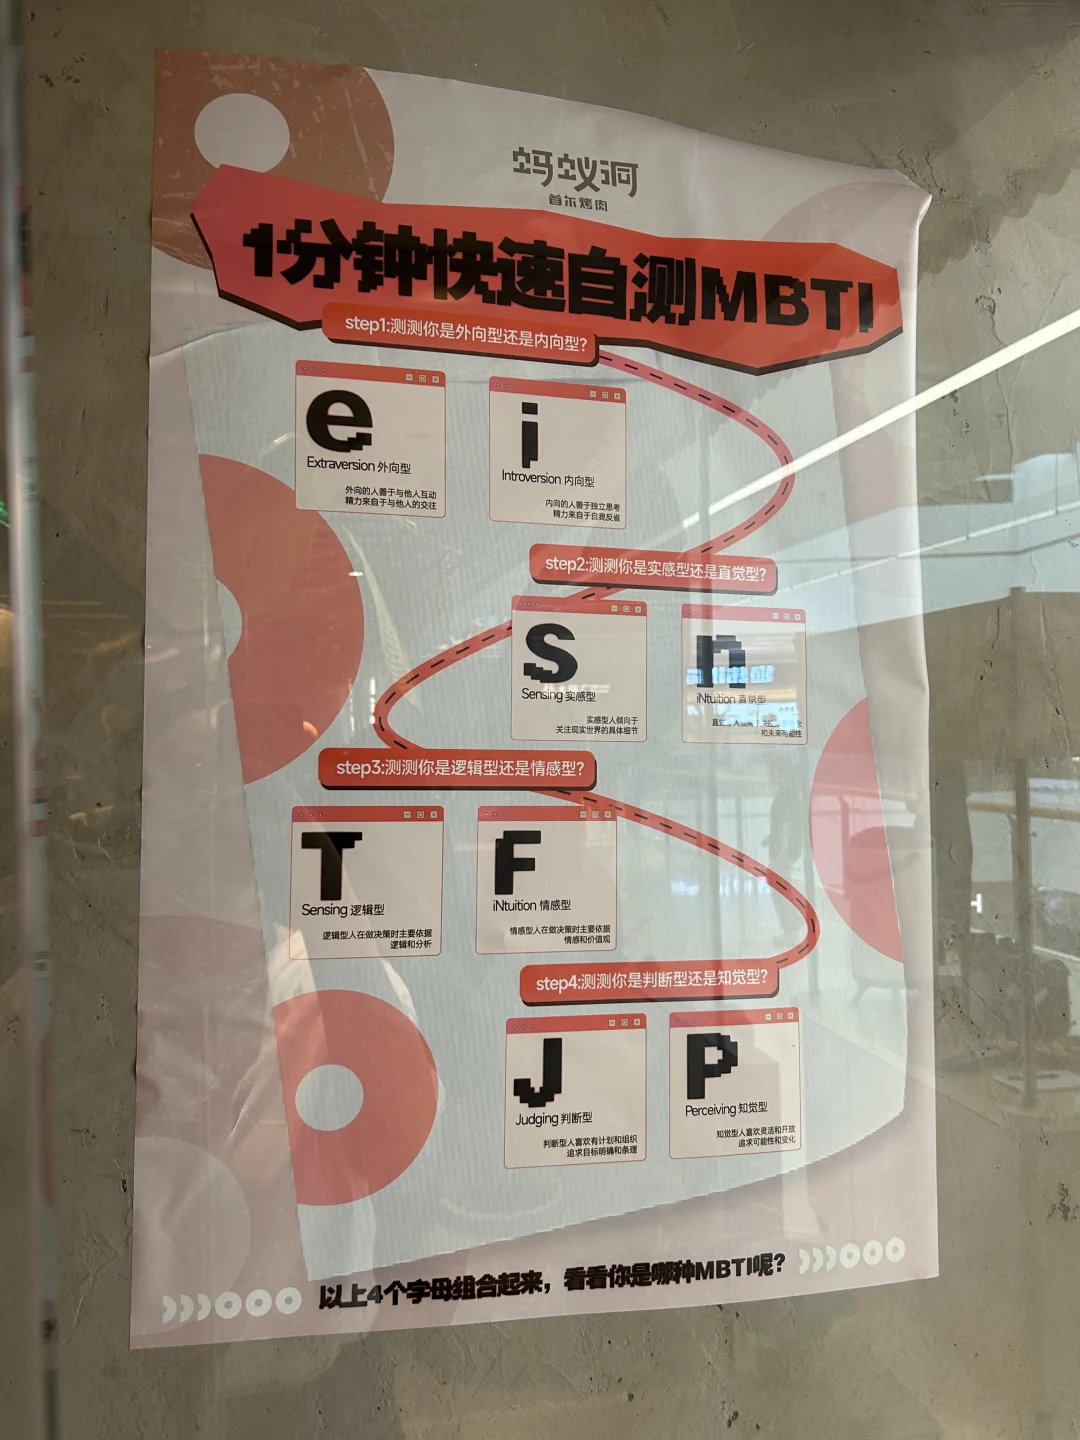 蚂蚁洞
首尔烤肉
1分钟快速自测MBTI
step1:测测你是外向型还是内向型?
e
Extraversion 外向型
外向的人善于与他人互动
精力来自于与他人的交往
i
Introversion 内向型
内向的人善于独立思考
精力来自于自我反省
step2:测测你是实感型还是直觉型?
S
Sensing 实感型
实感型人倾向于
关注现实世界的具体细节
n
iNtuition 直觉型
和未来可能性
step3:测测你是逻辑型还是情感型?
T
Sensing 逻辑型
逻辑型人在做决策时主要依据
逻辑和分析
F
iNtuition 情感型
情感型人在做决策时主要依据
情感和价值观
step4:测测你是判断型还是知觉型?
J
Judging 判断型
判断型人喜欢有计划和组织
追求目标明确和条理
P
Perceiving 知觉型
知觉型人喜欢灵活和开放
追求可能性和变化
以上4个字母组合起来，看看你是哪种MBTI呢?